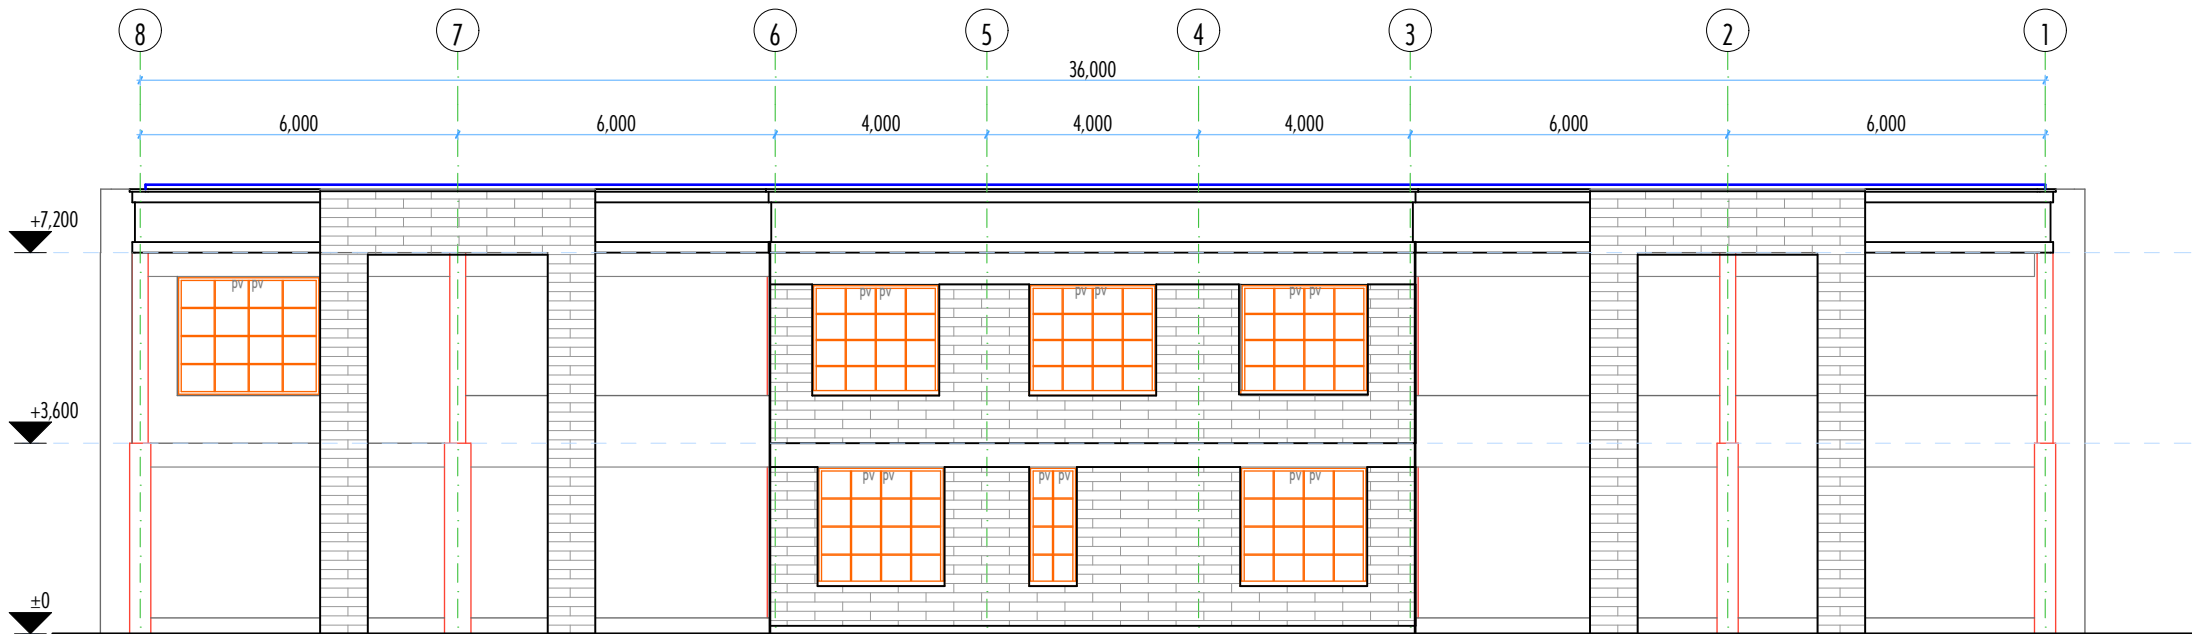 8 7 6 5 4 3 2 1
36,000
6,000 6,000 4,000 4,000 4,000 6,000 6,000
+7,200
pv pv
pv pv pv pv pv pv
+3,600
pv pv pv pv pv pv
±0